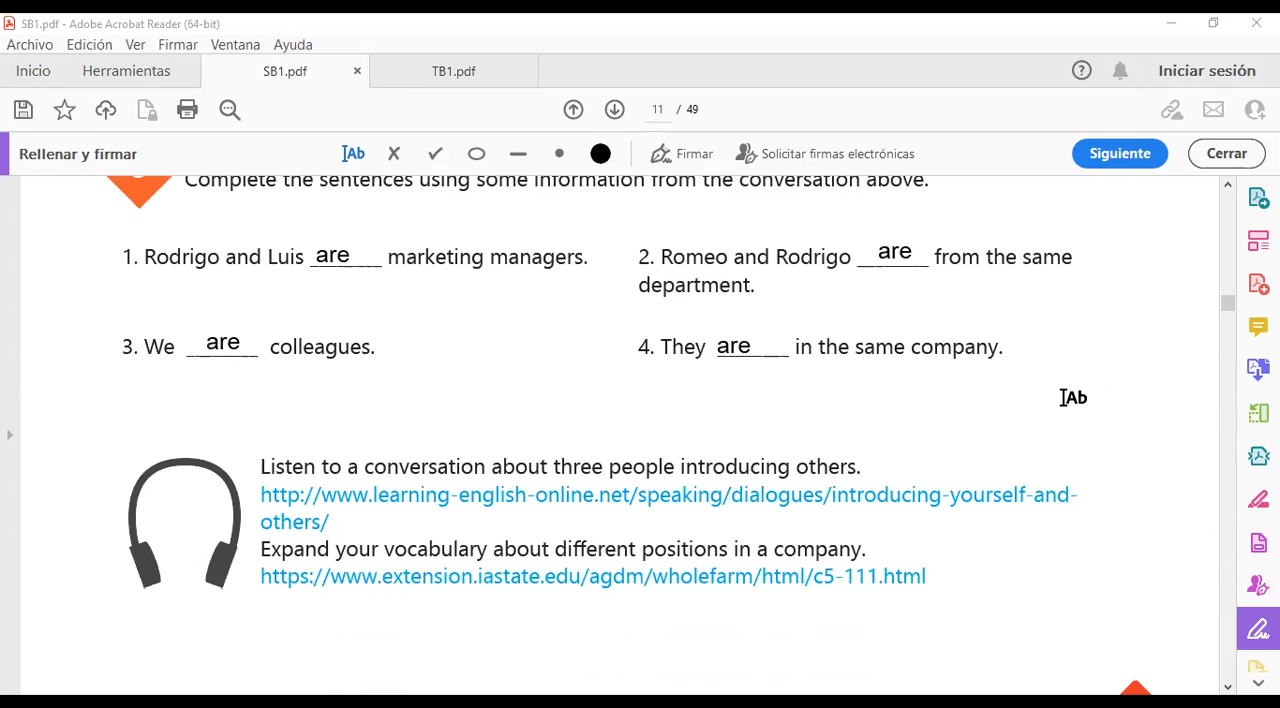 SB1.pdf - Adobe Acrobat Reader (64-bit)
Archivo Edición Ver Firmar Ventana Ayuda
Inicio Herramientas SB1.pdf × TB1.pdf ? Iniciar sesión
11 / 49
Rellenar y firmar Ab Firmar Solicitar firmas electrónicas Siguiente Cerrar
Complete the sentences using some information from the conversation above.
1. Rodrigo and Luis are marketing managers.
2. Romeo and Rodrigo are from the same
department.
3. We are colleagues.
4. They are in the same company.
Ab
Listen to a conversation about three people introducing others.
http://www.learning-english-online.net/speaking/dialogues/introducing-yourself-and-
others/
Expand your vocabulary about different positions in a company.
https://www.extension.iastate.edu/agdm/wholefarm/html/c5-111.html